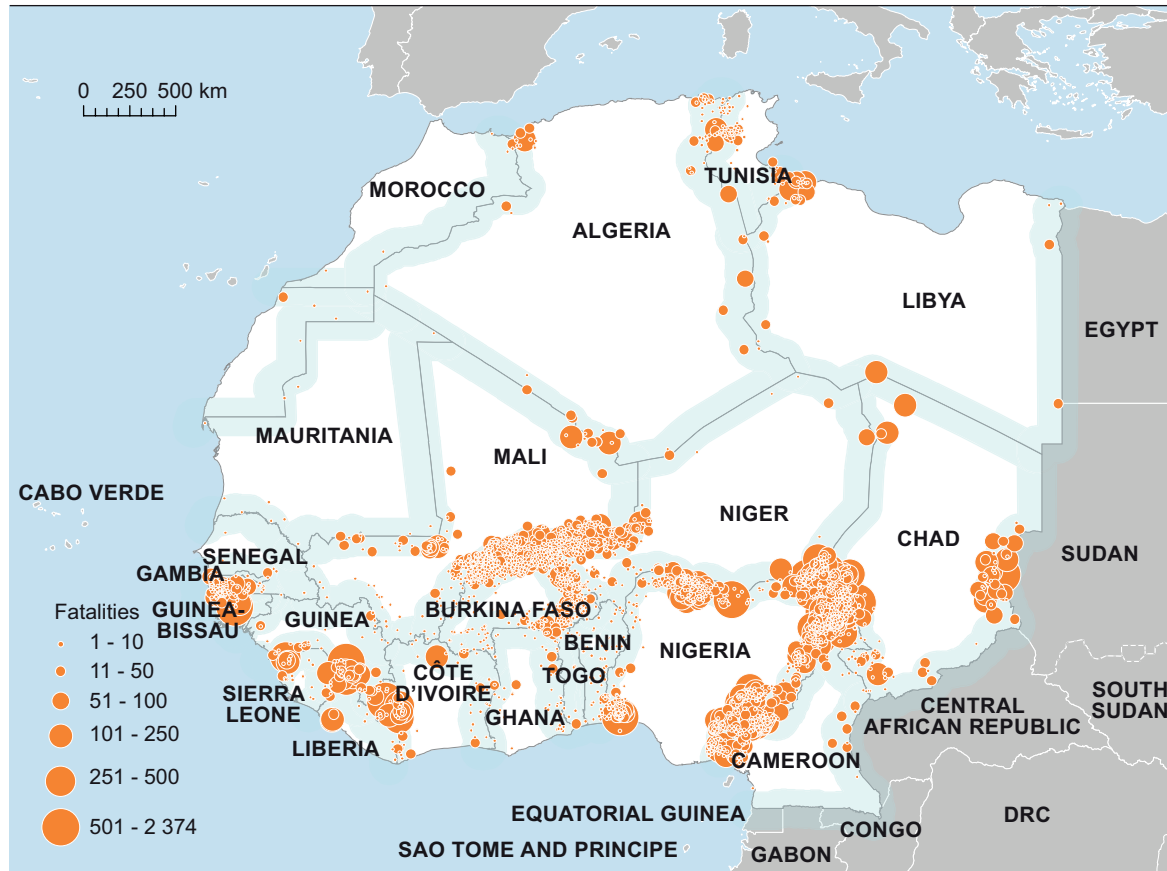 0 250 500 km
MOROCCO
TUNISIA
ALGERIA
LIBYA
EGYPT
MAURITANIA
MALI
CABO VERDE
NIGER
CHAD
SUDAN
SENEGAL
GAMBIA
GUINEA-
BISSAU
GUINEA
BURKINA FASO
BENIN
NIGERIA
TOGO
CÔTE
D'IVOIRE
GHANA
SIERRA
LEONE
LIBERIA
CENTRAL
AFRICAN REPUBLIC
SOUTH
SUDAN
CAMEROON
EQUATORIAL GUINEA
SAO TOME AND PRINCIPE
GABON
CONGO
DRC
Fatalities
1 - 10
11 - 50
51 - 100
101 - 250
251 - 500
501 - 2 374